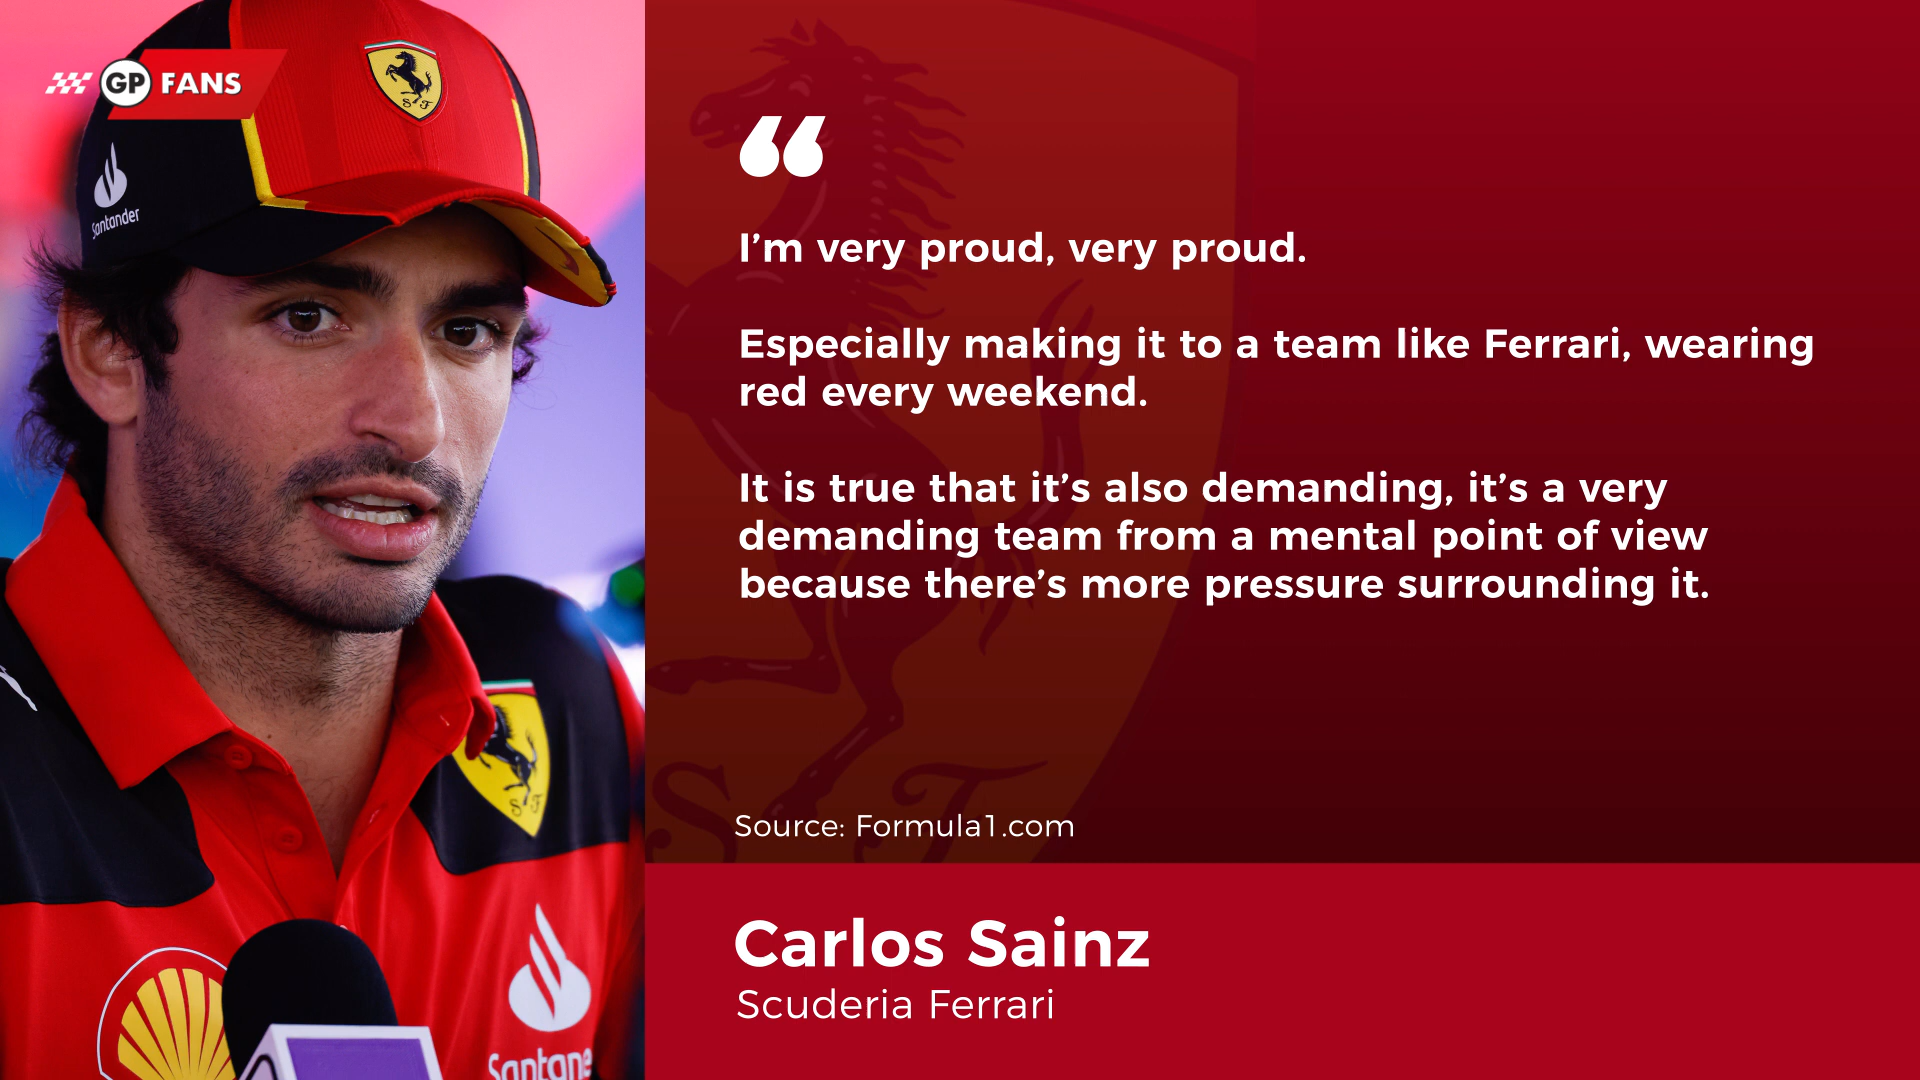 GP FANS
S F
Santander
“
I’m very proud, very proud.
Especially making it to a team like Ferrari, wearing
red every weekend.
It is true that it’s also demanding, it’s a very
demanding team from a mental point of view
because there’s more pressure surrounding it.
S F
S F
Source: Formula1.com
Carlos Sainz
Scuderia Ferrari
Santande